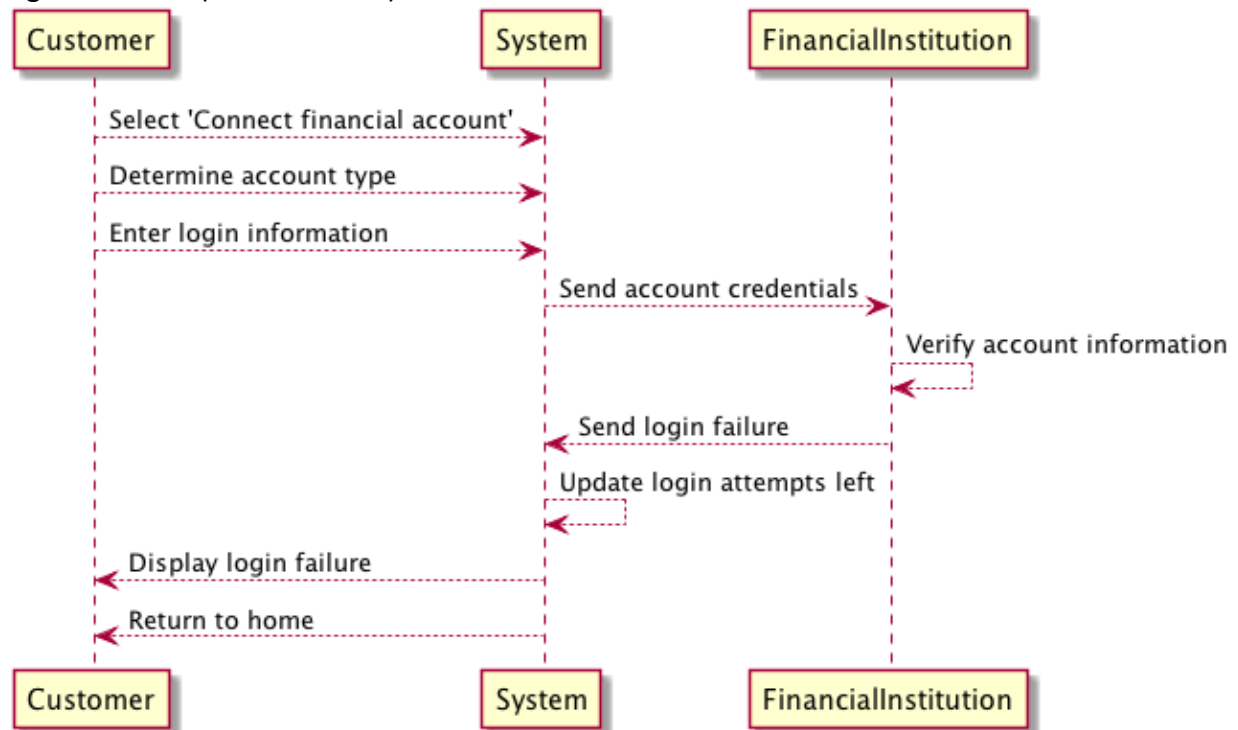 Customer System FinancialInstitution
Select 'Connect financial account'
Determine account type
Enter login information
Send account credentials
Verify account information
Send login failure
Update login attempts left
Display login failure
Return to home
Customer System FinancialInstitution